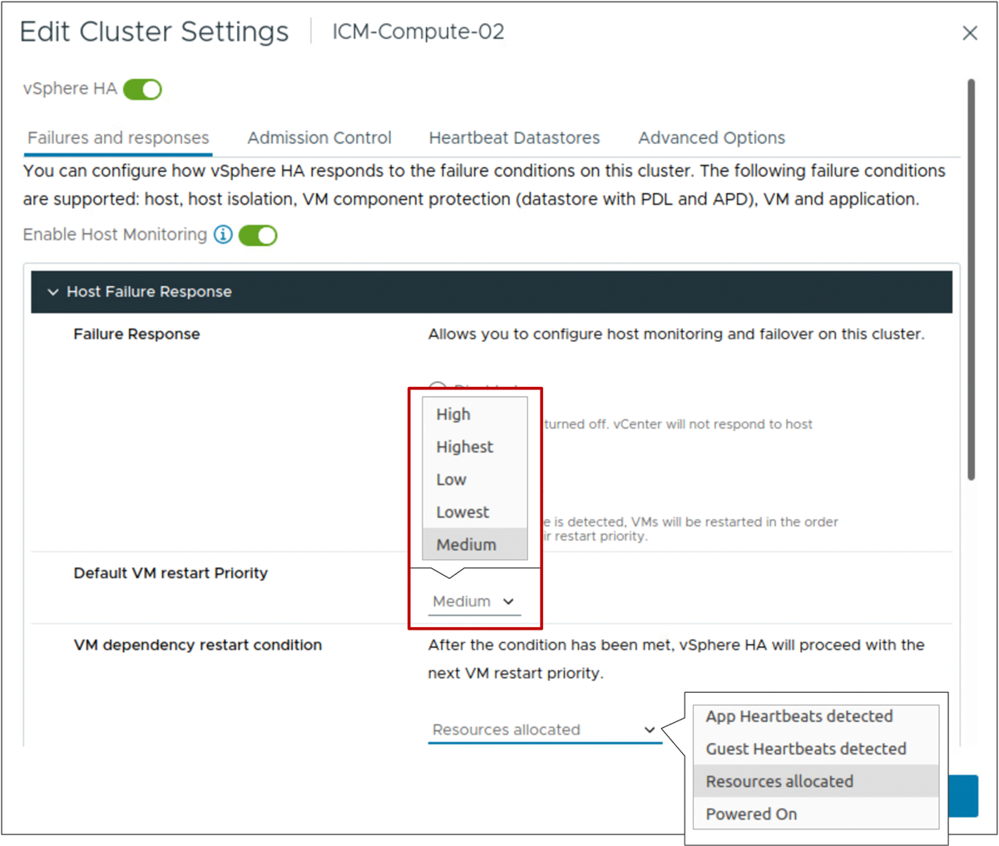 Edit Cluster Settings
ICM-Compute-02
vSphere HA
Failures and responses
Admission Control
Heartbeat Datastores
Advanced Options
You can configure how vSphere HA responds to the failure conditions on this cluster. The following failure conditions
are supported: host, host isolation, VM component protection (datastore with PDL and APD), VM and application.
Enable Host Monitoring
Host Failure Response
Failure Response
Allows you to configure host monitoring and failover on this cluster.
High
turned off. vCenter will not respond to host
Highest
Low
Lowest
e is detected, VMs will be restarted in the order
ir restart priority.
Medium
Default VM restart Priority
Medium
VM dependency restart condition
After the condition has been met, vSphere HA will proceed with the
next VM restart priority.
Resources allocated
App Heartbeats detected
Guest Heartbeats detected
Resources allocated
Powered On